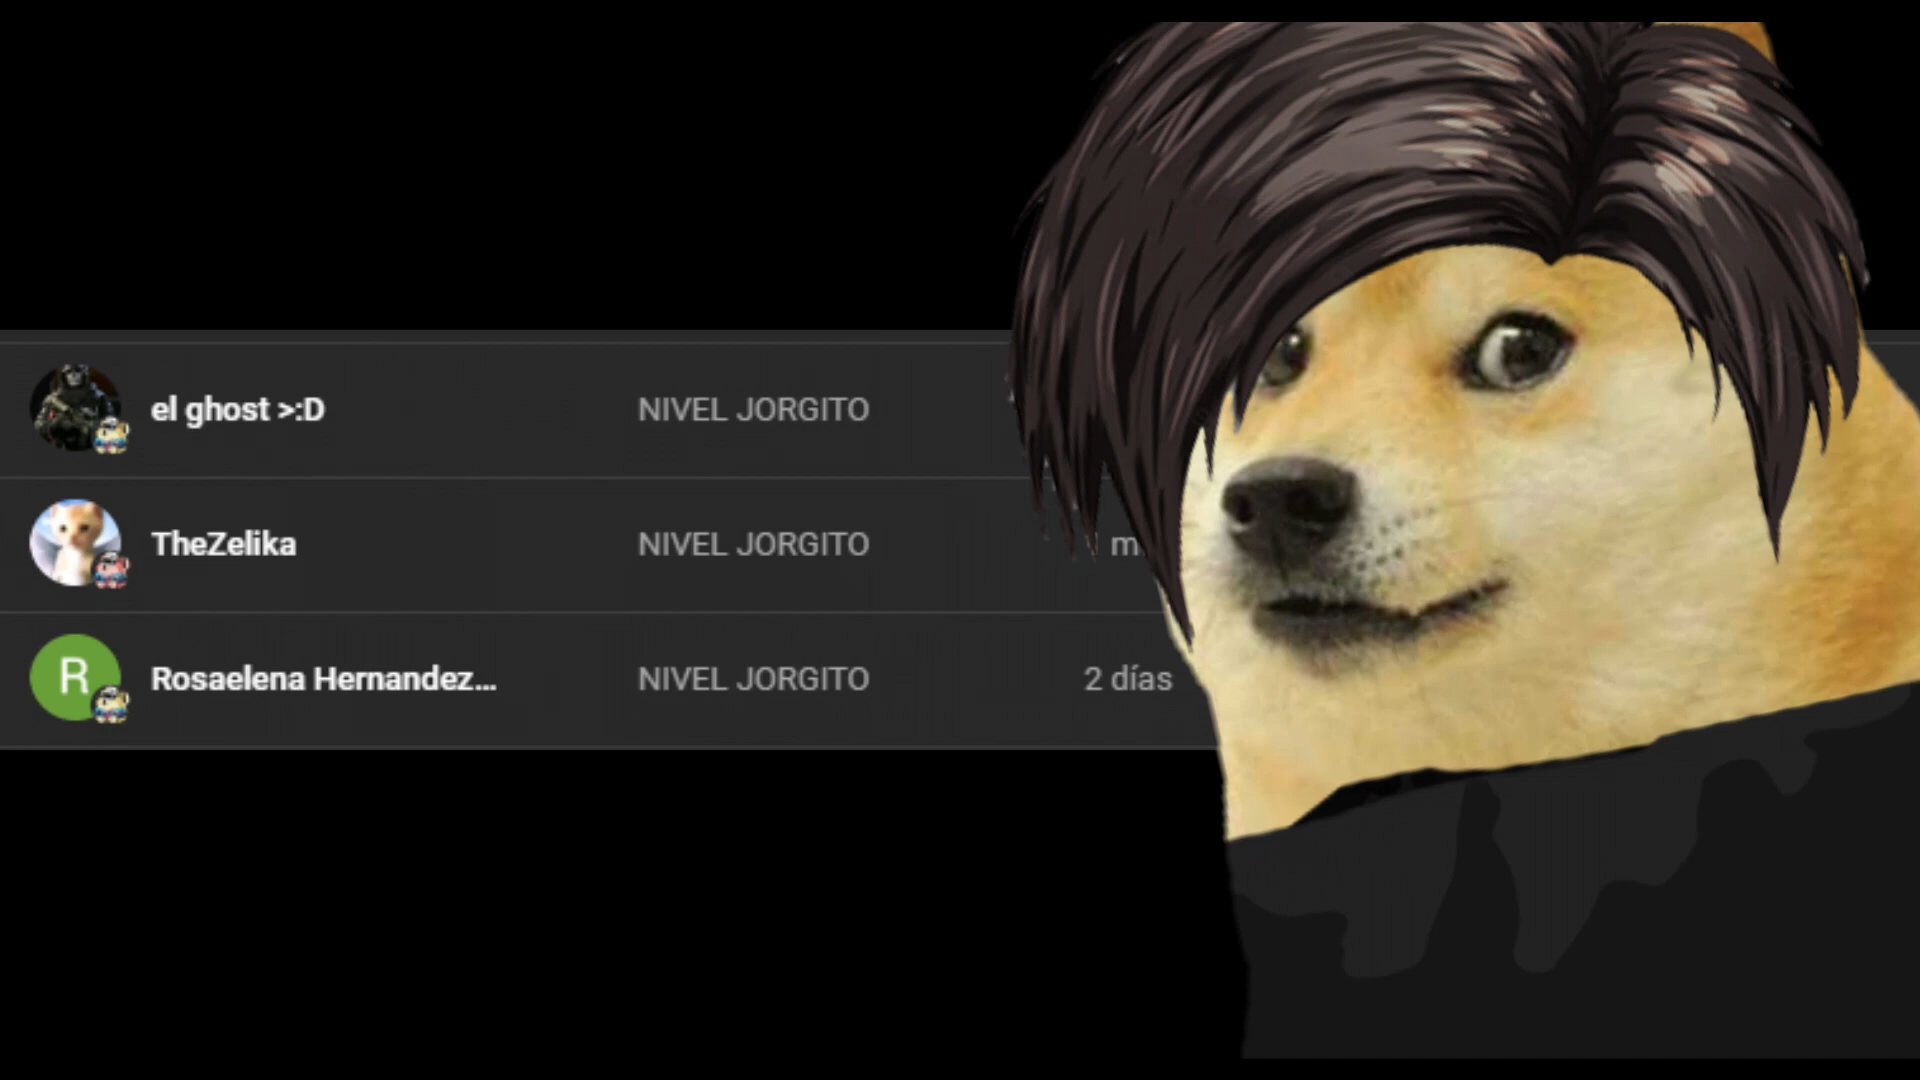 el ghost >:D NIVEL JORGITO
TheZelika NIVEL JORGITO
R Rosaelena Hernandez... NIVEL JORGITO 2 días